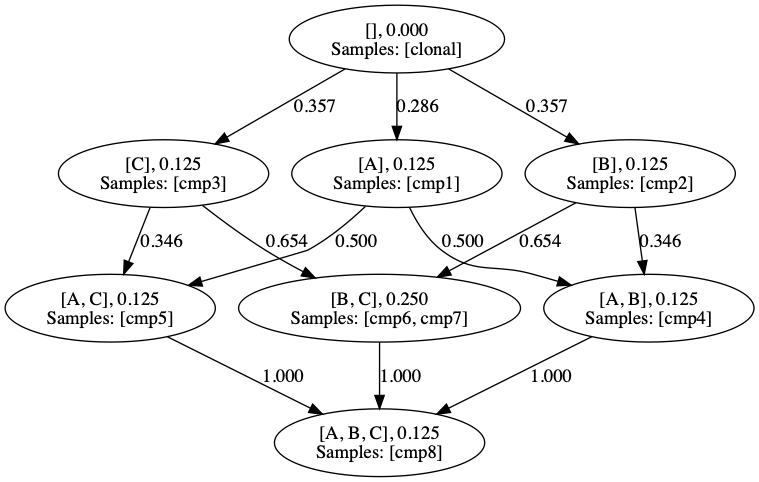 [], 0.000
Samples: [clonal]
0.357
0.286
0.357
[C], 0.125
Samples: [cmp3]
[A], 0.125
Samples: [cmp1]
[B], 0.125
Samples: [cmp2]
0.346
0.654
0.500
0.500
0.654
0.346
[A, C], 0.125
Samples: [cmp5]
[B, C], 0.250
Samples: [cmp6, cmp7]
[A, B], 0.125
Samples: [cmp4]
1.000
1.000
1.000
[A, B, C], 0.125
Samples: [cmp8]